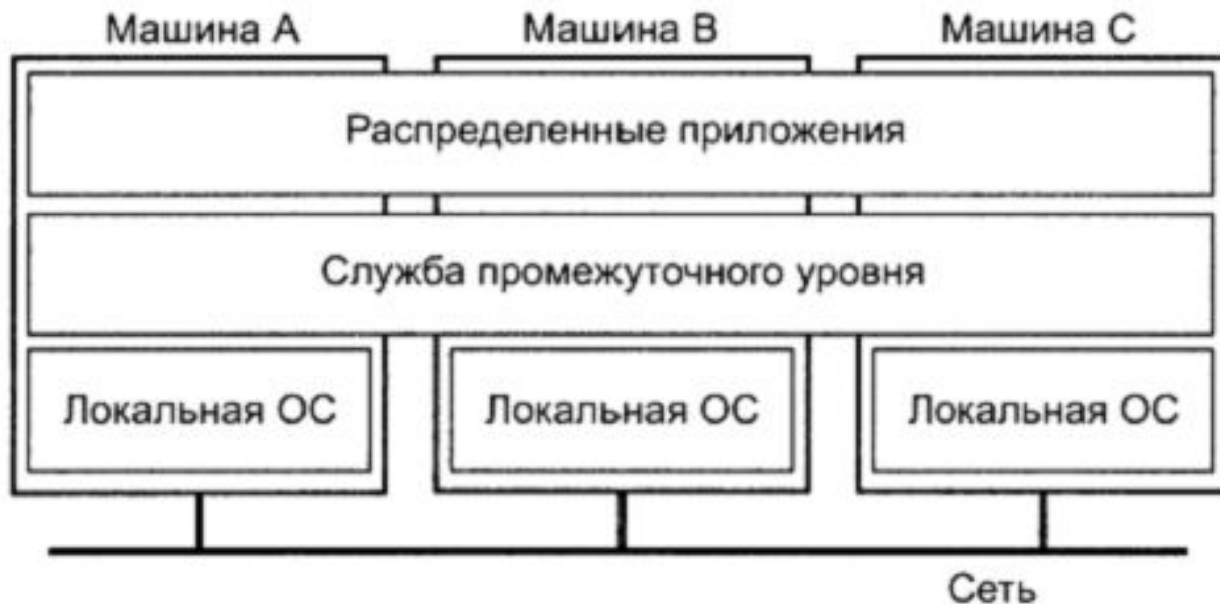 Машина A
Машина B
Машина C
Распределенные приложения
Служба промежуточного уровня
Локальная ОС
Локальная ОС
Локальная ОС
Сеть